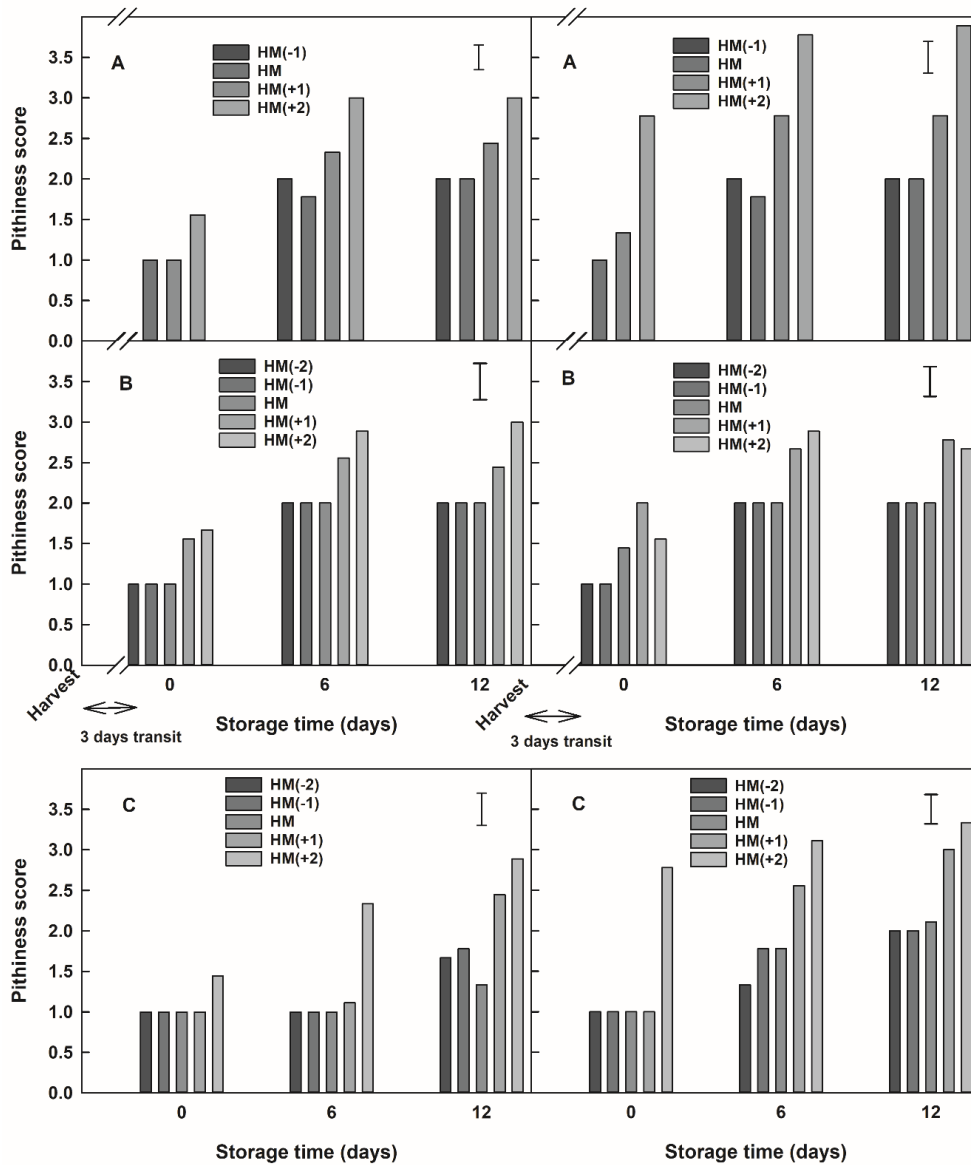 A
HM(-1)
HM
HM(+1)
HM(+2)
3.5
3.0
2.5
2.0
1.5
1.0
0.5
0.0
Pithiness score
A
HM(-1)
HM
HM(+1)
HM(+2)
B
HM(-2)
HM(-1)
HM
HM(+1)
HM(+2)
3.5
3.0
2.5
2.0
1.5
1.0
0.5
0.0
Pithiness score
B
HM(-2)
HM(-1)
HM
HM(+1)
HM(+2)
Harvest
0
6
12
Storage time (days)
3 days transit
Harvest
0
6
12
Storage time (days)
3 days transit
C
HM(-2)
HM(-1)
HM
HM(+1)
HM(+2)
3.5
3.0
2.5
2.0
1.5
1.0
0.5
0.0
Pithiness score
0
6
12
Storage time (days)
C
HM(-2)
HM(-1)
HM
HM(+1)
HM(+2)
0
6
12
Storage time (days)